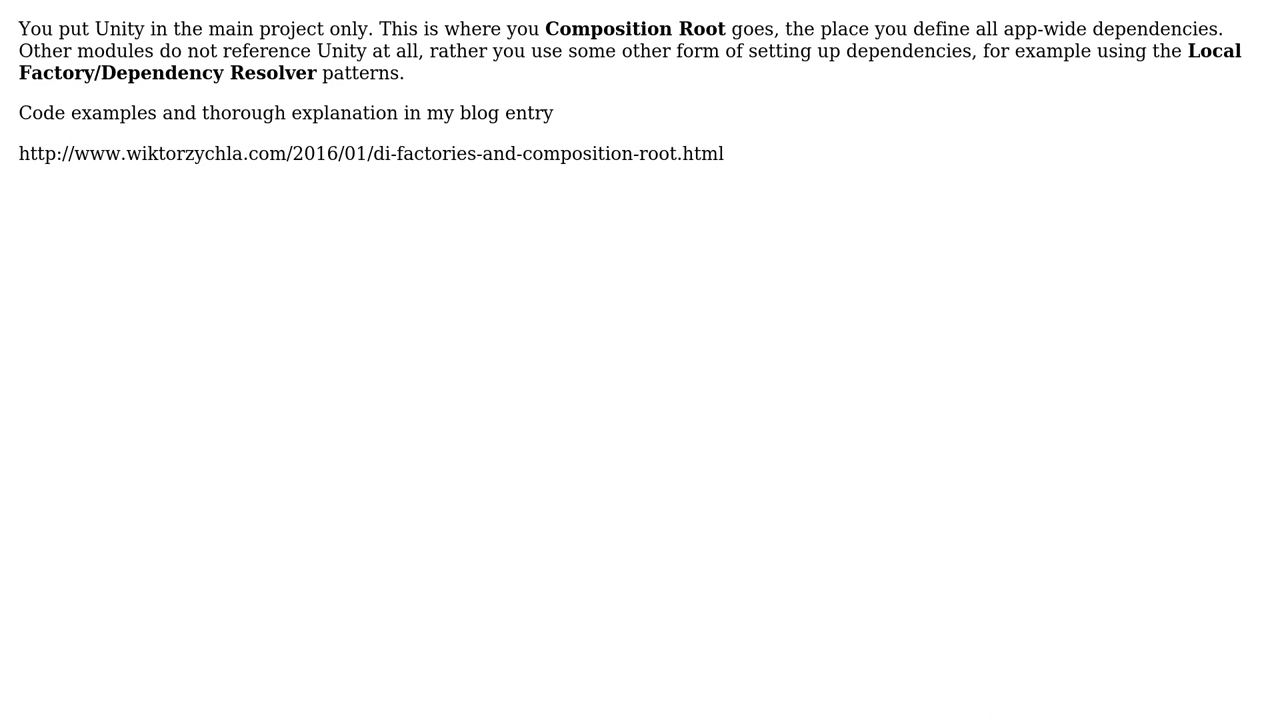 You put Unity in the main project only. This is where you Composition Root goes, the place you define all app-wide dependencies.
Other modules do not reference Unity at all, rather you use some other form of setting up dependencies, for example using the Local
Factory/Dependency Resolver patterns.
Code examples and thorough explanation in my blog entry
http://www.wiktorzychla.com/2016/01/di-factories-and-composition-root.html